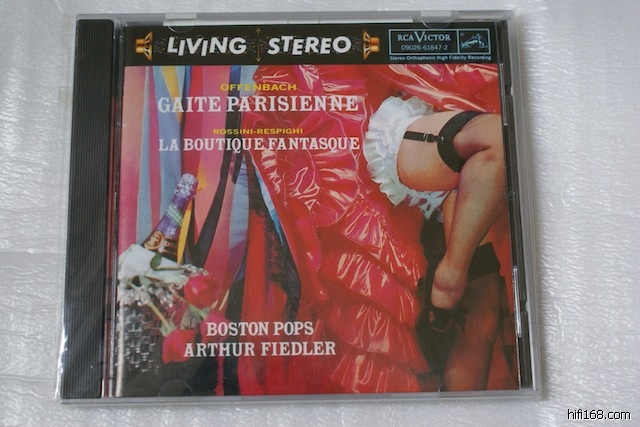 LIVING STEREO
RCA VICTOR
09026-61847-2
Stereo-Orthophonic High Fidelity Recording
OFFENBACH
GAITE PARISIENNE
ROSSINI-RESPIGHI
LA BOUTIQUE FANTASQUE
BOSTON POPS
ARTHUR FIEDLER
hifi168.com